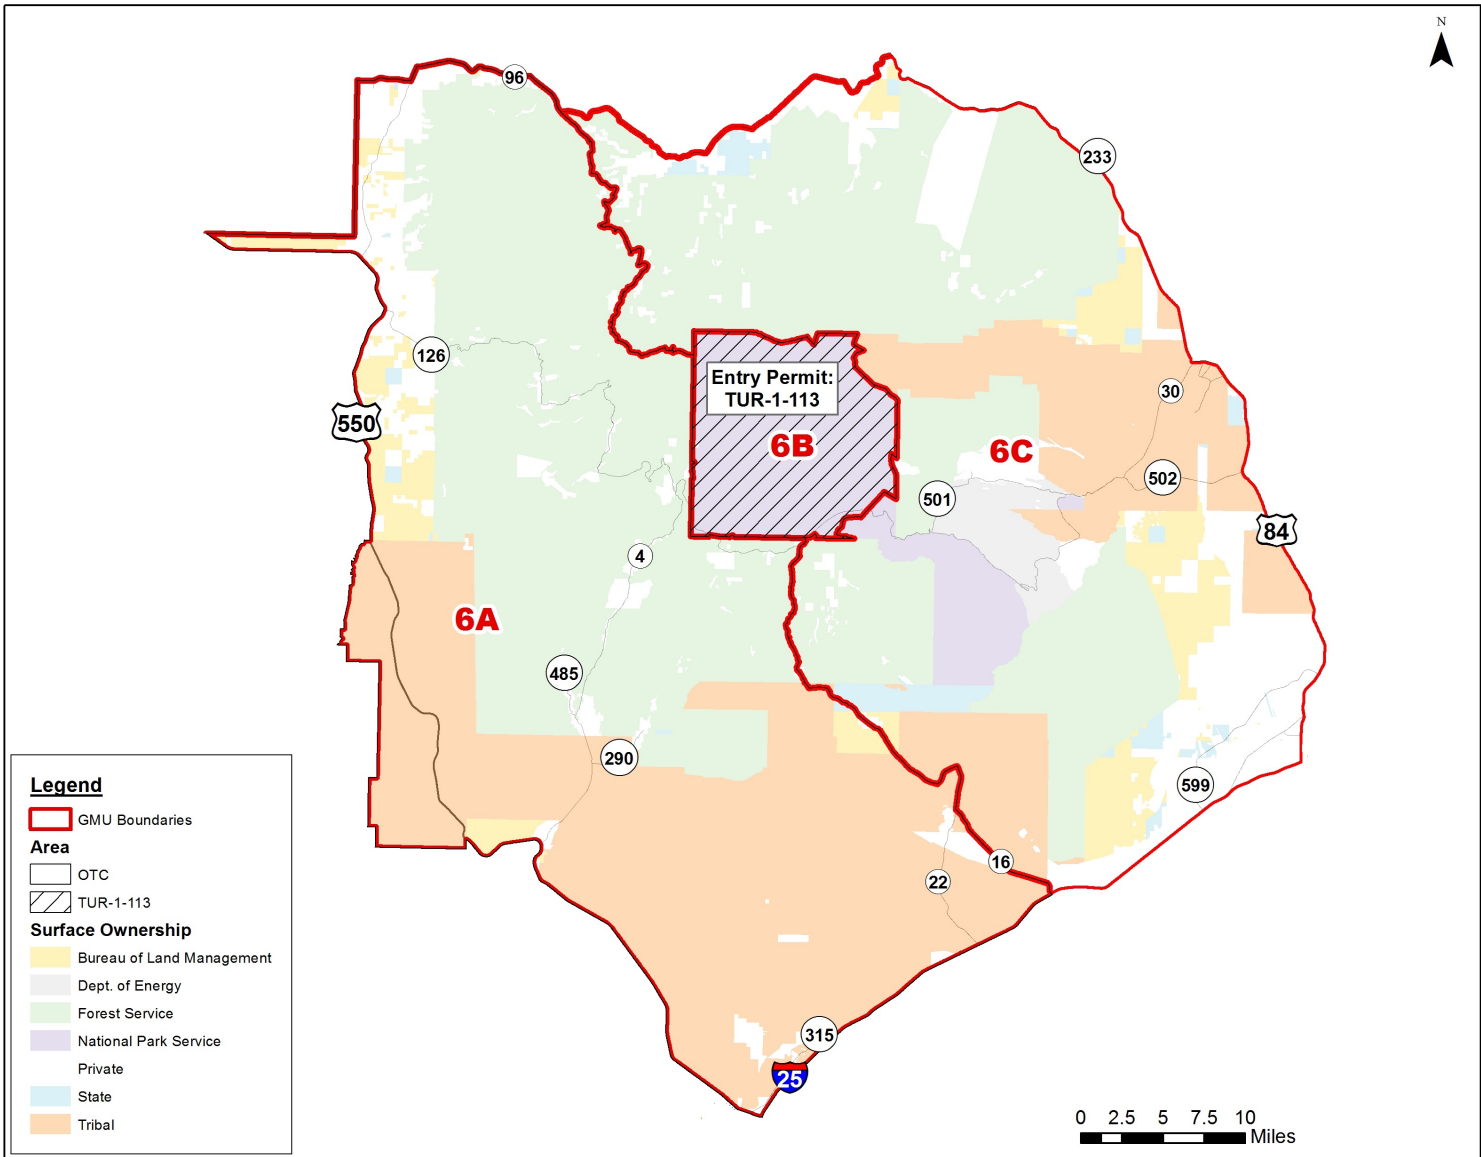 N
96
233
126
Entry Permit:
TUR-1-113
30
550
6B
6C
502
501
84
4
6A
485
290
599
16
22
315
25
Legend
GMU Boundaries
Area
OTC
TUR-1-113
Surface Ownership
Bureau of Land Management
Dept. of Energy
Forest Service
National Park Service
Private
State
Tribal
0 2.5 5 7.5 10
Miles